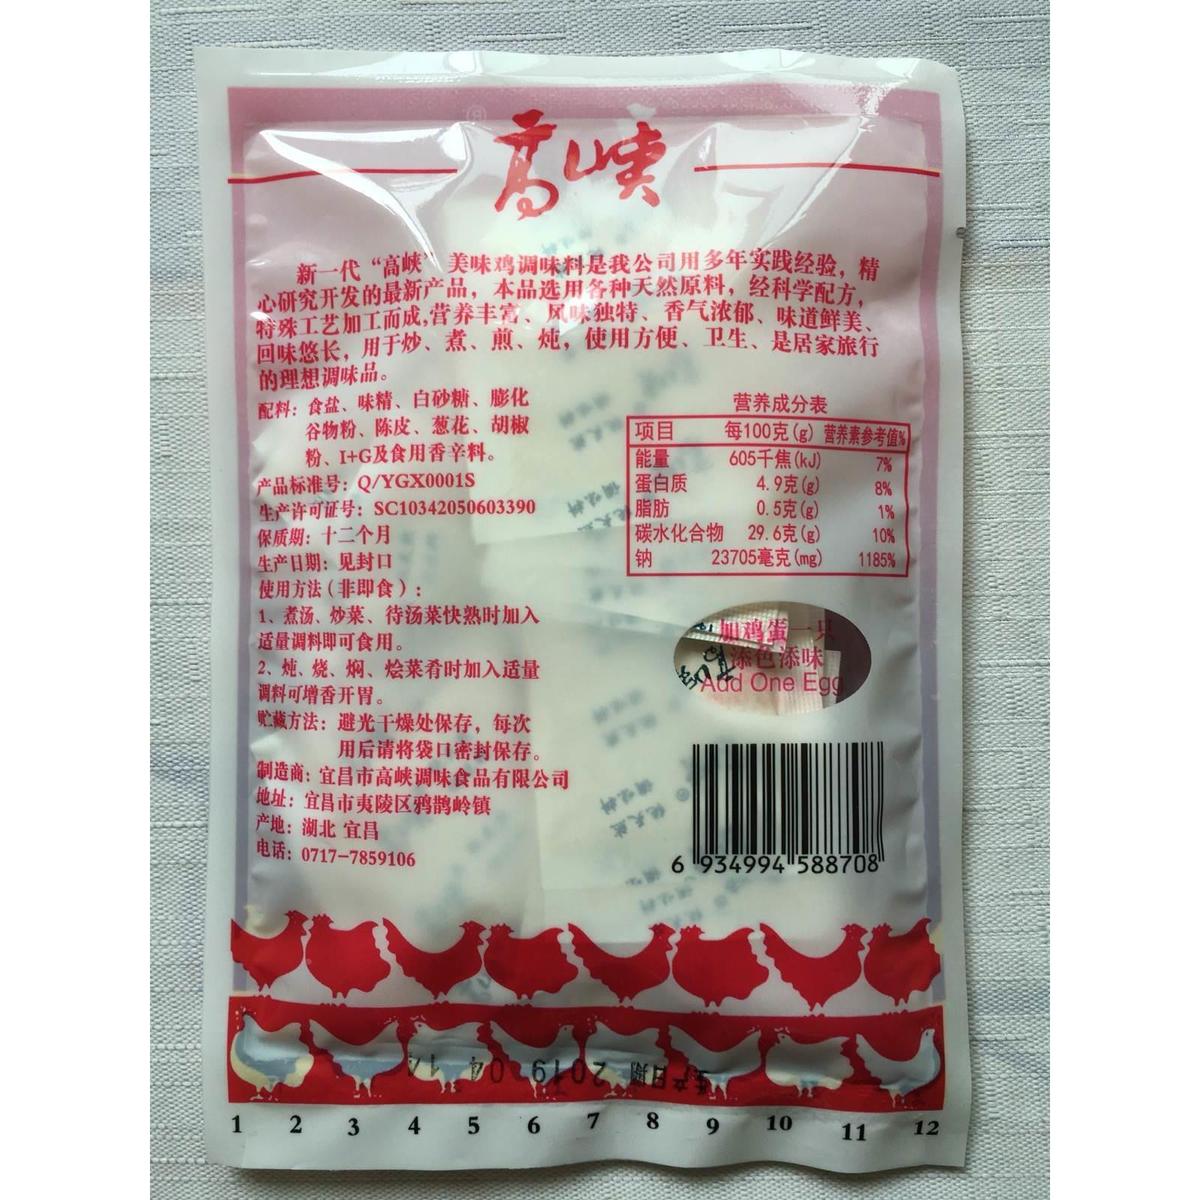 高峡
新一代“高峡”美味鸡调味料是我公司用多年实践经验，精
心研究开发的最新产品，本品选用各种天然原料，经科学配方，
特殊工艺加工而成,营养丰富、风味独特、香气浓郁、味道鲜美、
回味悠长，用于炒、煮、煎、炖，使用方便、卫生、是居家旅行
的理想调味品。
配料：食盐、味精、白砂糖、膨化
谷物粉、陈皮、葱花、胡椒
粉、I+G及食用香辛料。
产品标准号：Q/YGX0001S
生产许可证号：SC10342050603390
保质期：十二个月
生产日期：见封口
使用方法（非即食）：
1、煮汤、炒菜、待汤菜快熟时加入
适量调料即可食用。
2、炖、烧、焖、烩菜肴时加入适量
调料可增香开胃。
贮藏方法：避光干燥处保存，每次
用后请将袋口密封保存。
制造商：宜昌市高峡调味食品有限公司
地址：宜昌市夷陵区鸦鹊岭镇
产地：湖北 宜昌
电话：0717-7859106
营养成分表
项目 每100克(g) 营养素参考值%
能量 605千焦(kJ) 7%
蛋白质 4.9克(g) 8%
脂肪 0.5克(g) 1%
碳水化合物 29.6克(g) 10%
钠 23705毫克(mg) 1185%
加鸡蛋一只
添色添味
Add One Egg
6 934994 588708
生产日期 2019 04 14
1 2 3 4 5 6 7 8 9 10 11 12